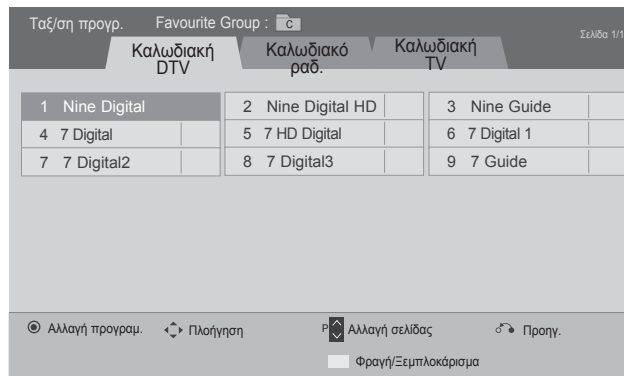 Ταξ/ση προγρ. Favourite Group : C
Σελίδα 1/1
Καλωδιακή DTV
Καλωδιακό ραδ.
Καλωδιακή TV
1 Nine Digital 2 Nine Digital HD 3 Nine Guide
4 7 Digital 5 7 HD Digital 6 7 Digital 1
7 7 Digital2 8 7 Digital3 9 7 Guide
Αλλαγή προγραμ. Πλοήγηση P Αλλαγή σελίδας Προηγ.
Φραγή/Ξεμπλοκάρισμα